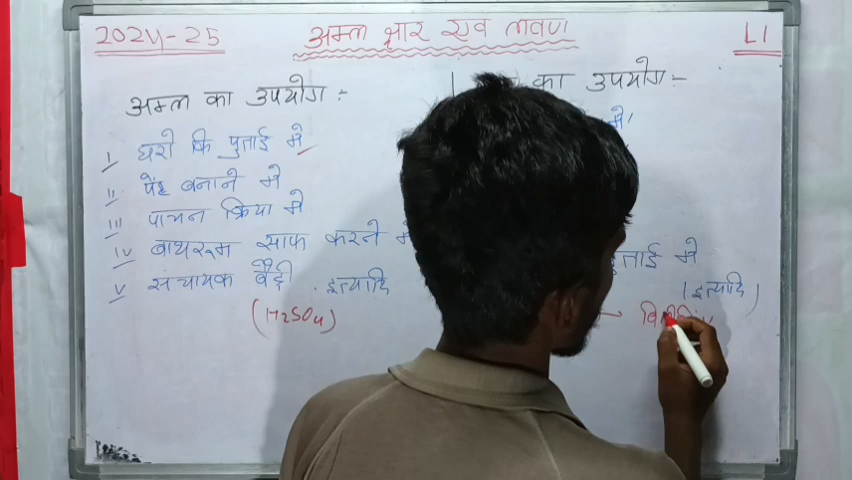 2024-25 अम्ल क्षार एवं लवण L1
अम्ल का उपयोग :-
I घरो कि पुताई मे
II पेंट बनाने मे
III पाचन क्रिया मे
IV बाथरूम साफ करने मे
V संचायक बैट्री . इत्यादि
(H2SO4)
का उपयोग :-
मे
पुताई मे
(इत्यादि)